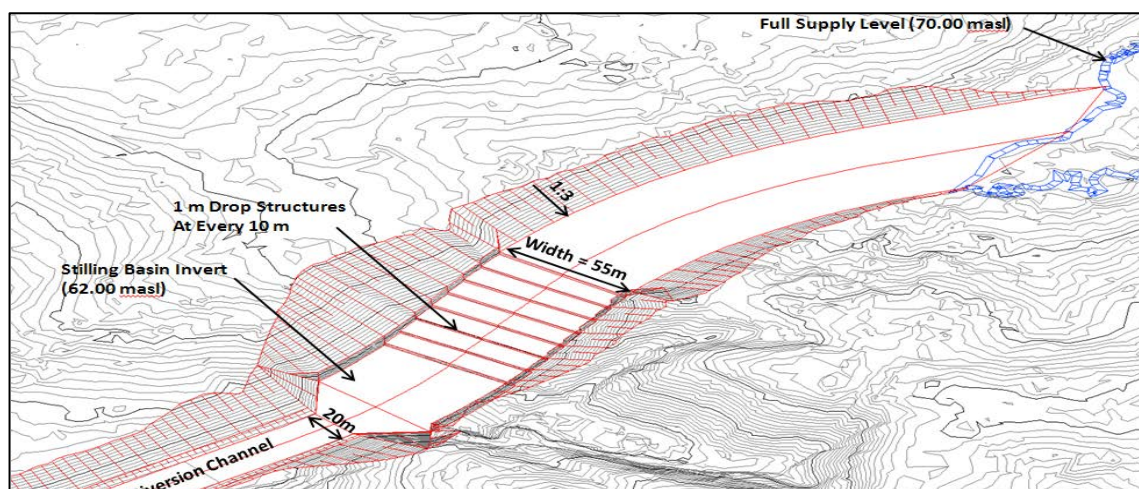 Full Supply Level (70.00 masl)
1:3
1 m Drop Structures
At Every 10 m
Width = 55m
Stilling Basin Invert
(62.00 masl)
20m
iversion Channel